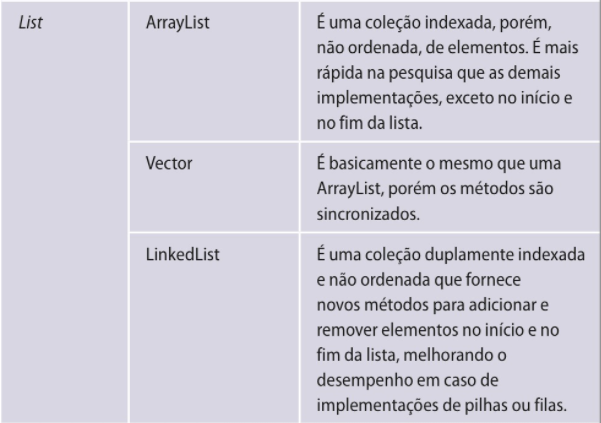 List
ArrayList
É uma coleção indexada, porém,
não ordenada, de elementos. É mais
rápida na pesquisa que as demais
implementações, exceto no início e
no fim da lista.
Vector
É basicamente o mesmo que uma
ArrayList, porém os métodos são
sincronizados.
LinkedList
É uma coleção duplamente indexada
e não ordenada que fornece
novos métodos para adicionar e
remover elementos no início e no
fim da lista, melhorando o
desempenho em caso de
implementações de pilhas ou filas.